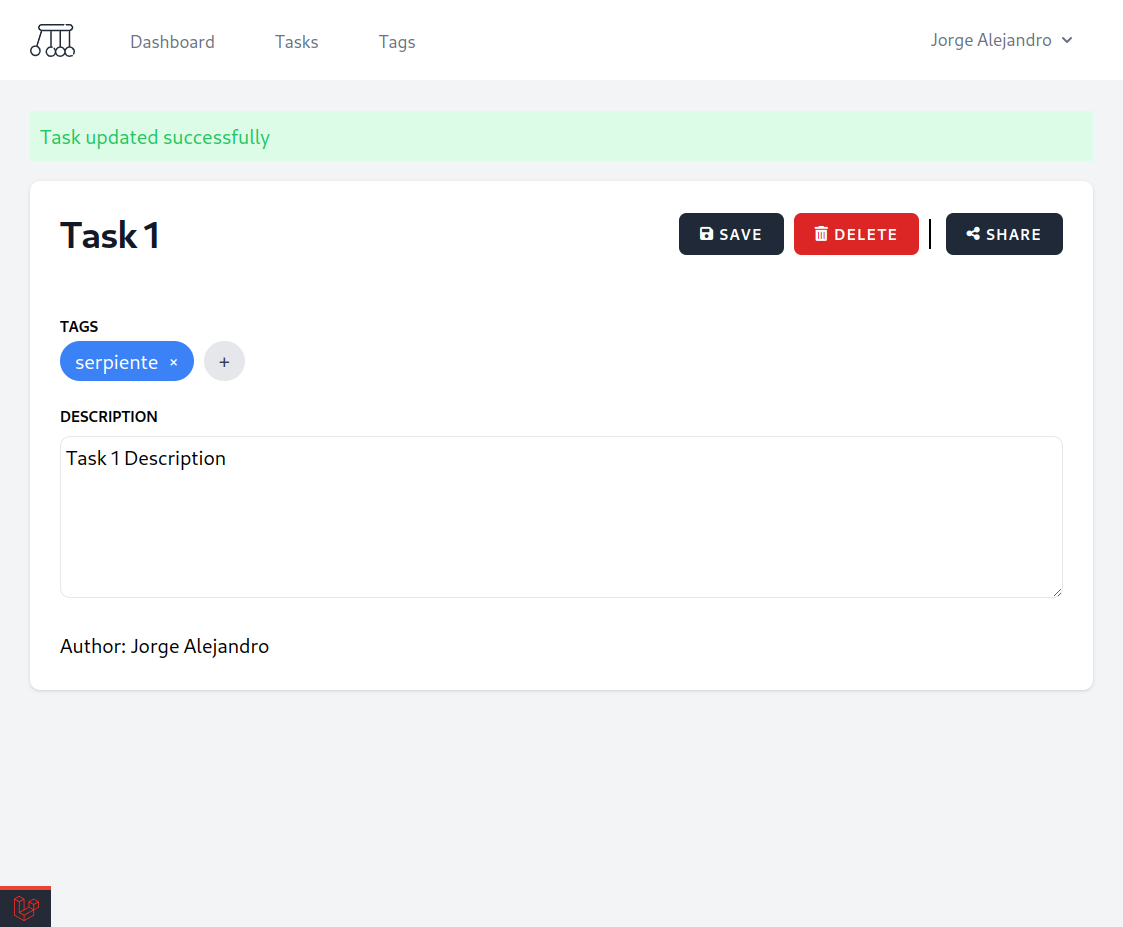 Dashboard Tasks Tags Jorge Alejandro
Task updated successfully
Task 1
SAVE DELETE SHARE
TAGS
serpiente × +
DESCRIPTION
Task 1 Description
Author: Jorge Alejandro